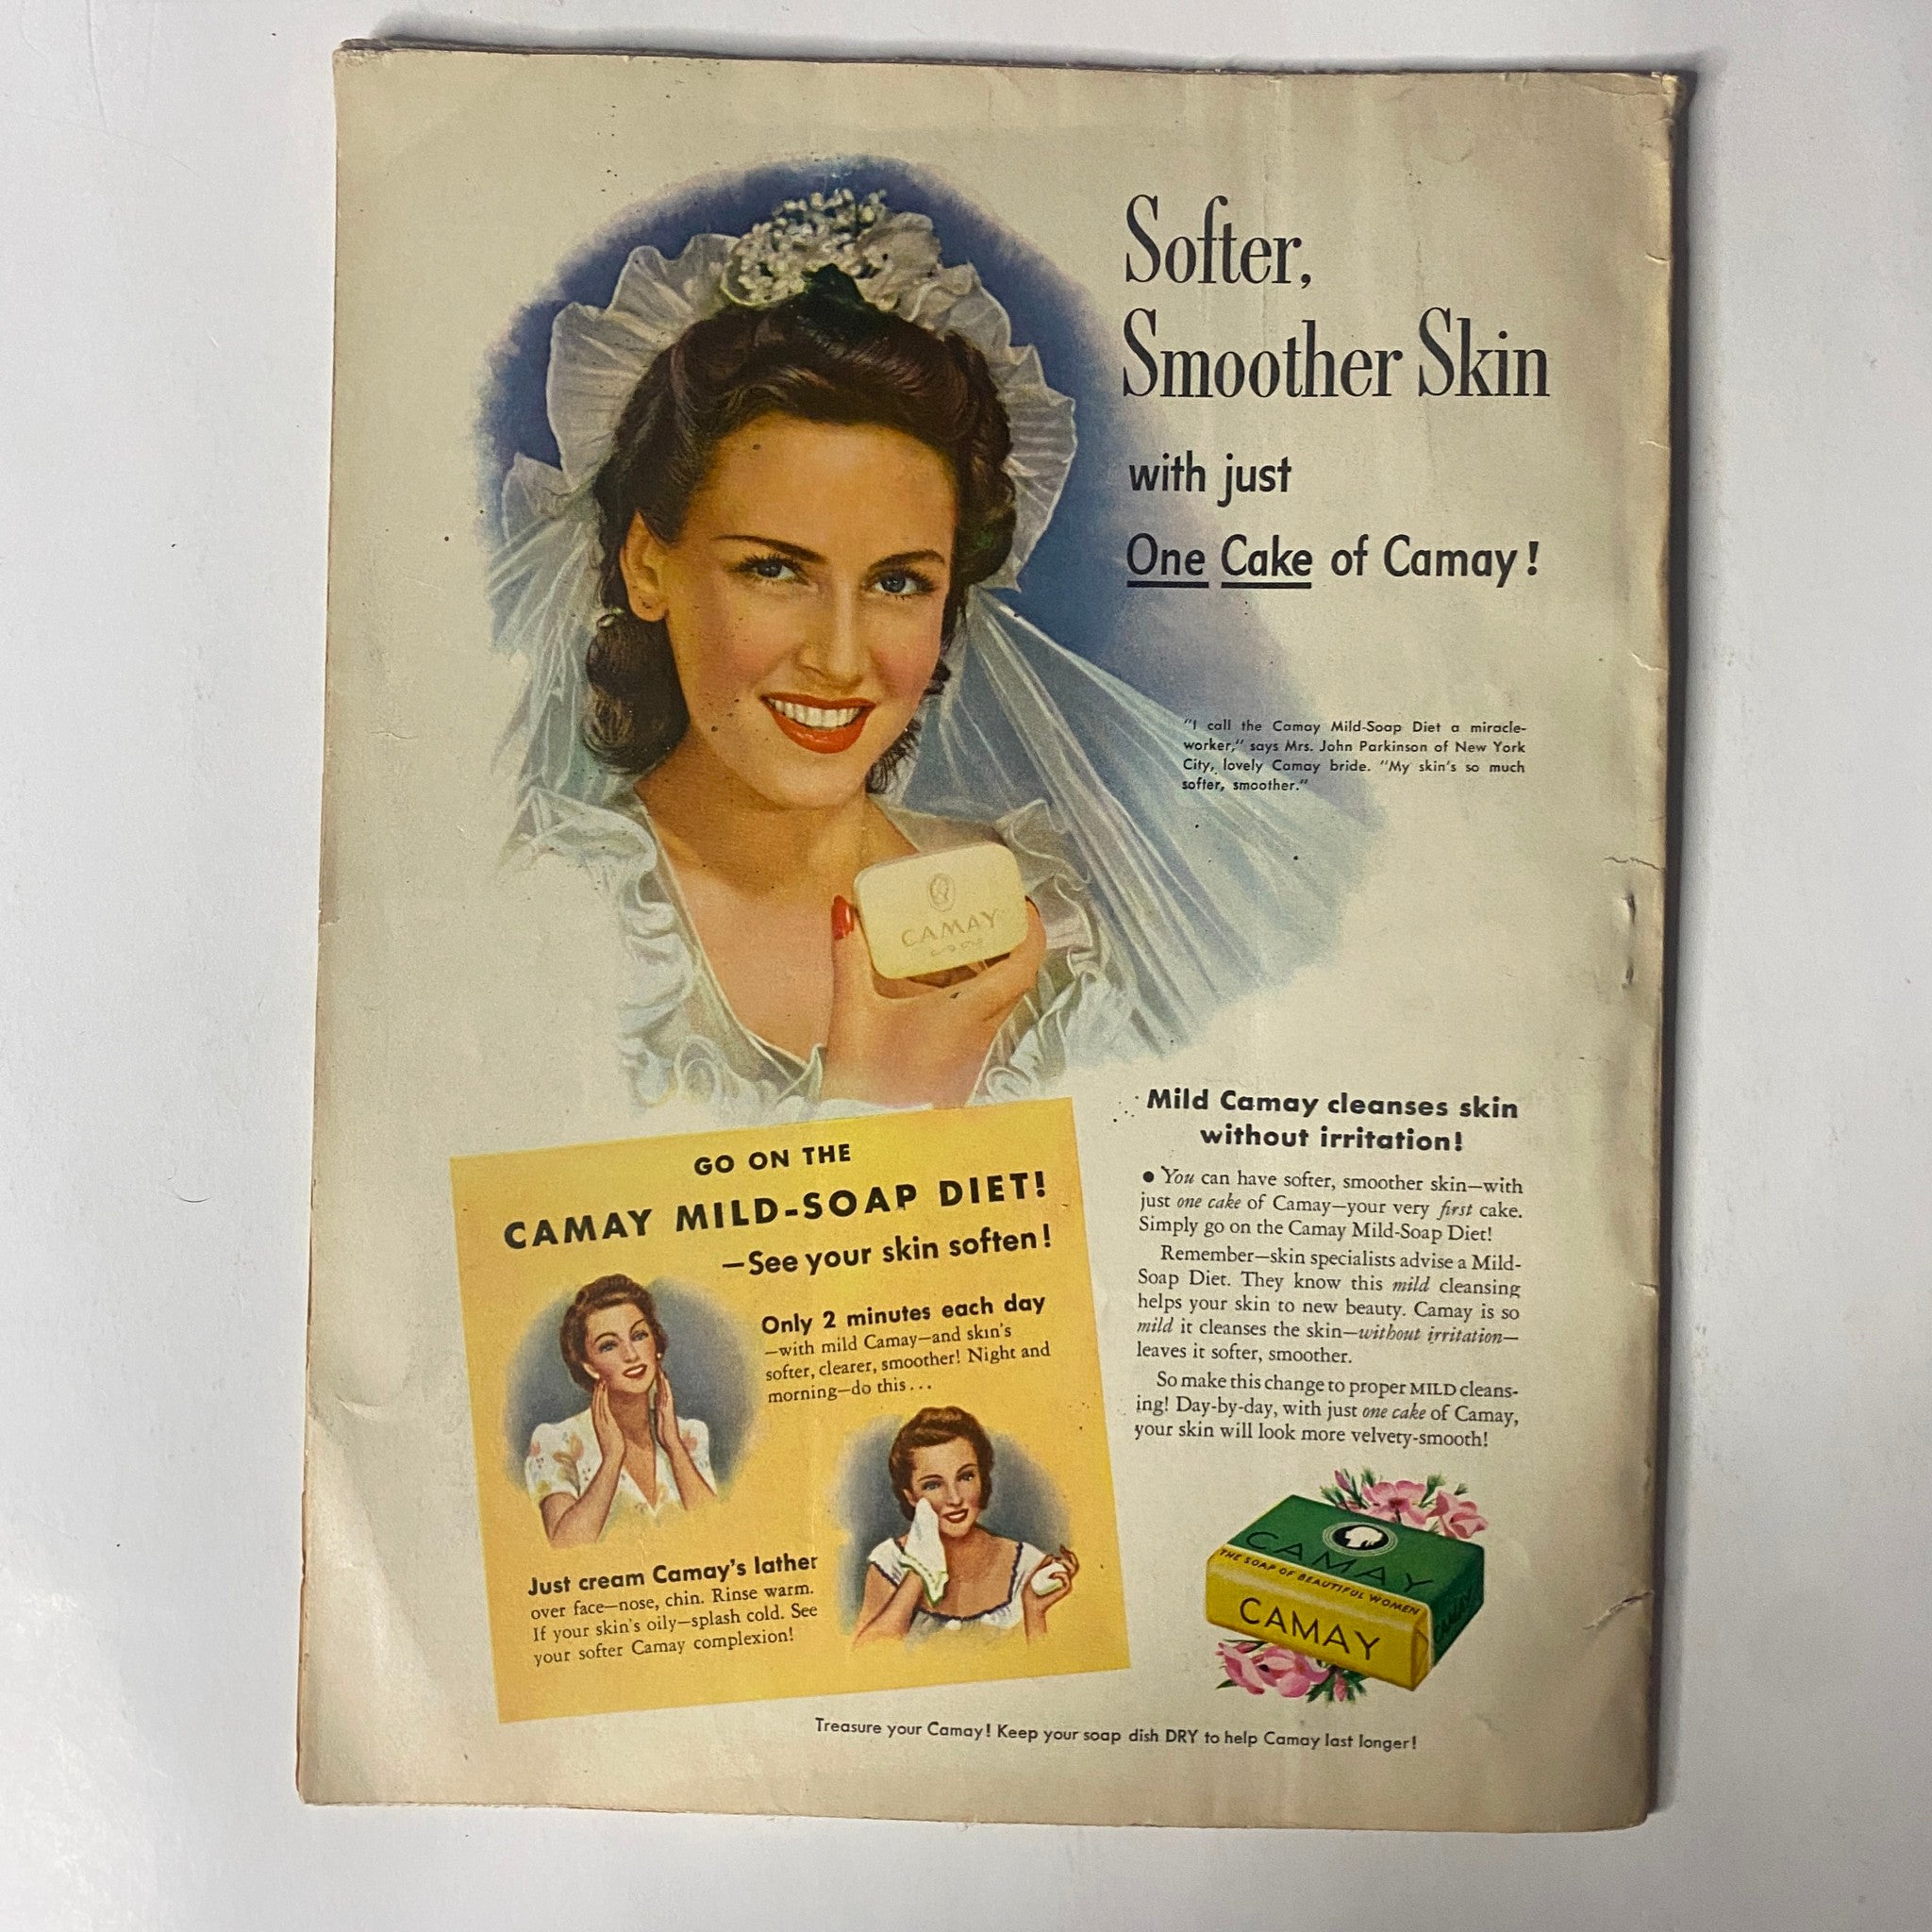 Softer,
Smoother Skin
with just
One Cake of Camay!
"I call the Camay Mild-Soap Diet a miracle-
worker," says Mrs. John Parkinson of New York
City, lovely Camay bride. "My skin's so much
softer, smoother."
CAMAY
GO ON THE
CAMAY MILD-SOAP DIET!
—See your skin soften!
Only 2 minutes each day
—with mild Camay—and skin's
softer, clearer, smoother! Night and
morning—do this...
Just cream Camay's lather
over face—nose, chin. Rinse warm.
If your skin's oily—splash cold. See
your softer Camay complexion!
Mild Camay cleanses skin
without irritation!
● You can have softer, smoother skin—with
just one cake of Camay—your very first cake.
Simply go on the Camay Mild-Soap Diet!
Remember—skin specialists advise a Mild-
Soap Diet. They know this mild cleansing
helps your skin to new beauty. Camay is so
mild it cleanses the skin—without irritation—
leaves it softer, smoother.
So make this change to proper MILD cleans-
ing! Day-by-day, with just one cake of Camay,
your skin will look more velvety-smooth!
CAMAY
THE SOAP OF BEAUTIFUL WOMEN
CAMAY
CAMAY
Treasure your Camay! Keep your soap dish DRY to help Camay last longer!